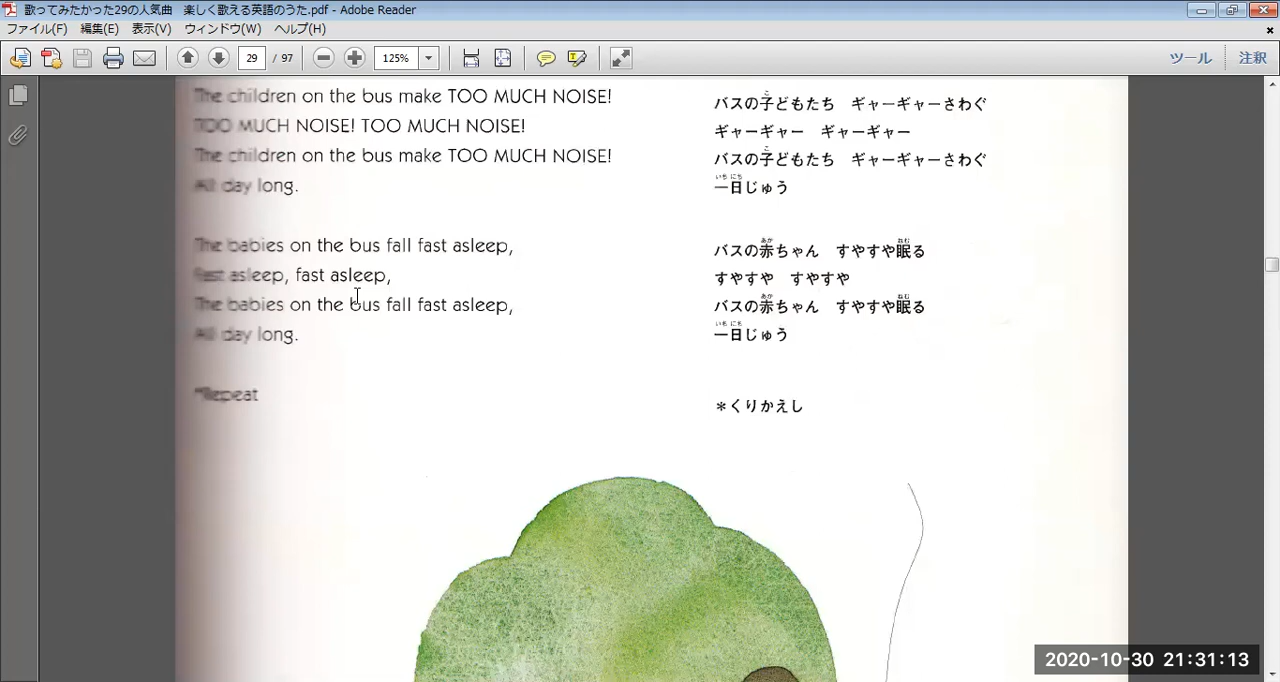 歌ってみたかった29の人気曲　楽しく歌える英語のうた.pdf - Adobe Reader
ファイル(F) 編集(E) 表示(V) ウィンドウ(W) ヘルプ(H)
29 / 97 125% ツール 注釈
The children on the bus make TOO MUCH NOISE!
TOO MUCH NOISE! TOO MUCH NOISE!
The children on the bus make TOO MUCH NOISE!
All day long.
The babies on the bus fall fast asleep,
Fast asleep, fast asleep,
The babies on the bus fall fast asleep,
All day long.
*Repeat
バスの子どもたち　ギャーギャーさわぐ
ギャーギャー　ギャーギャー
バスの子どもたち　ギャーギャーさわぐ
一日じゅう
バスの赤ちゃん　すやすや眠る
すやすや　すやすや
バスの赤ちゃん　すやすや眠る
一日じゅう
＊くりかえし
2020-10-30 21:31:13